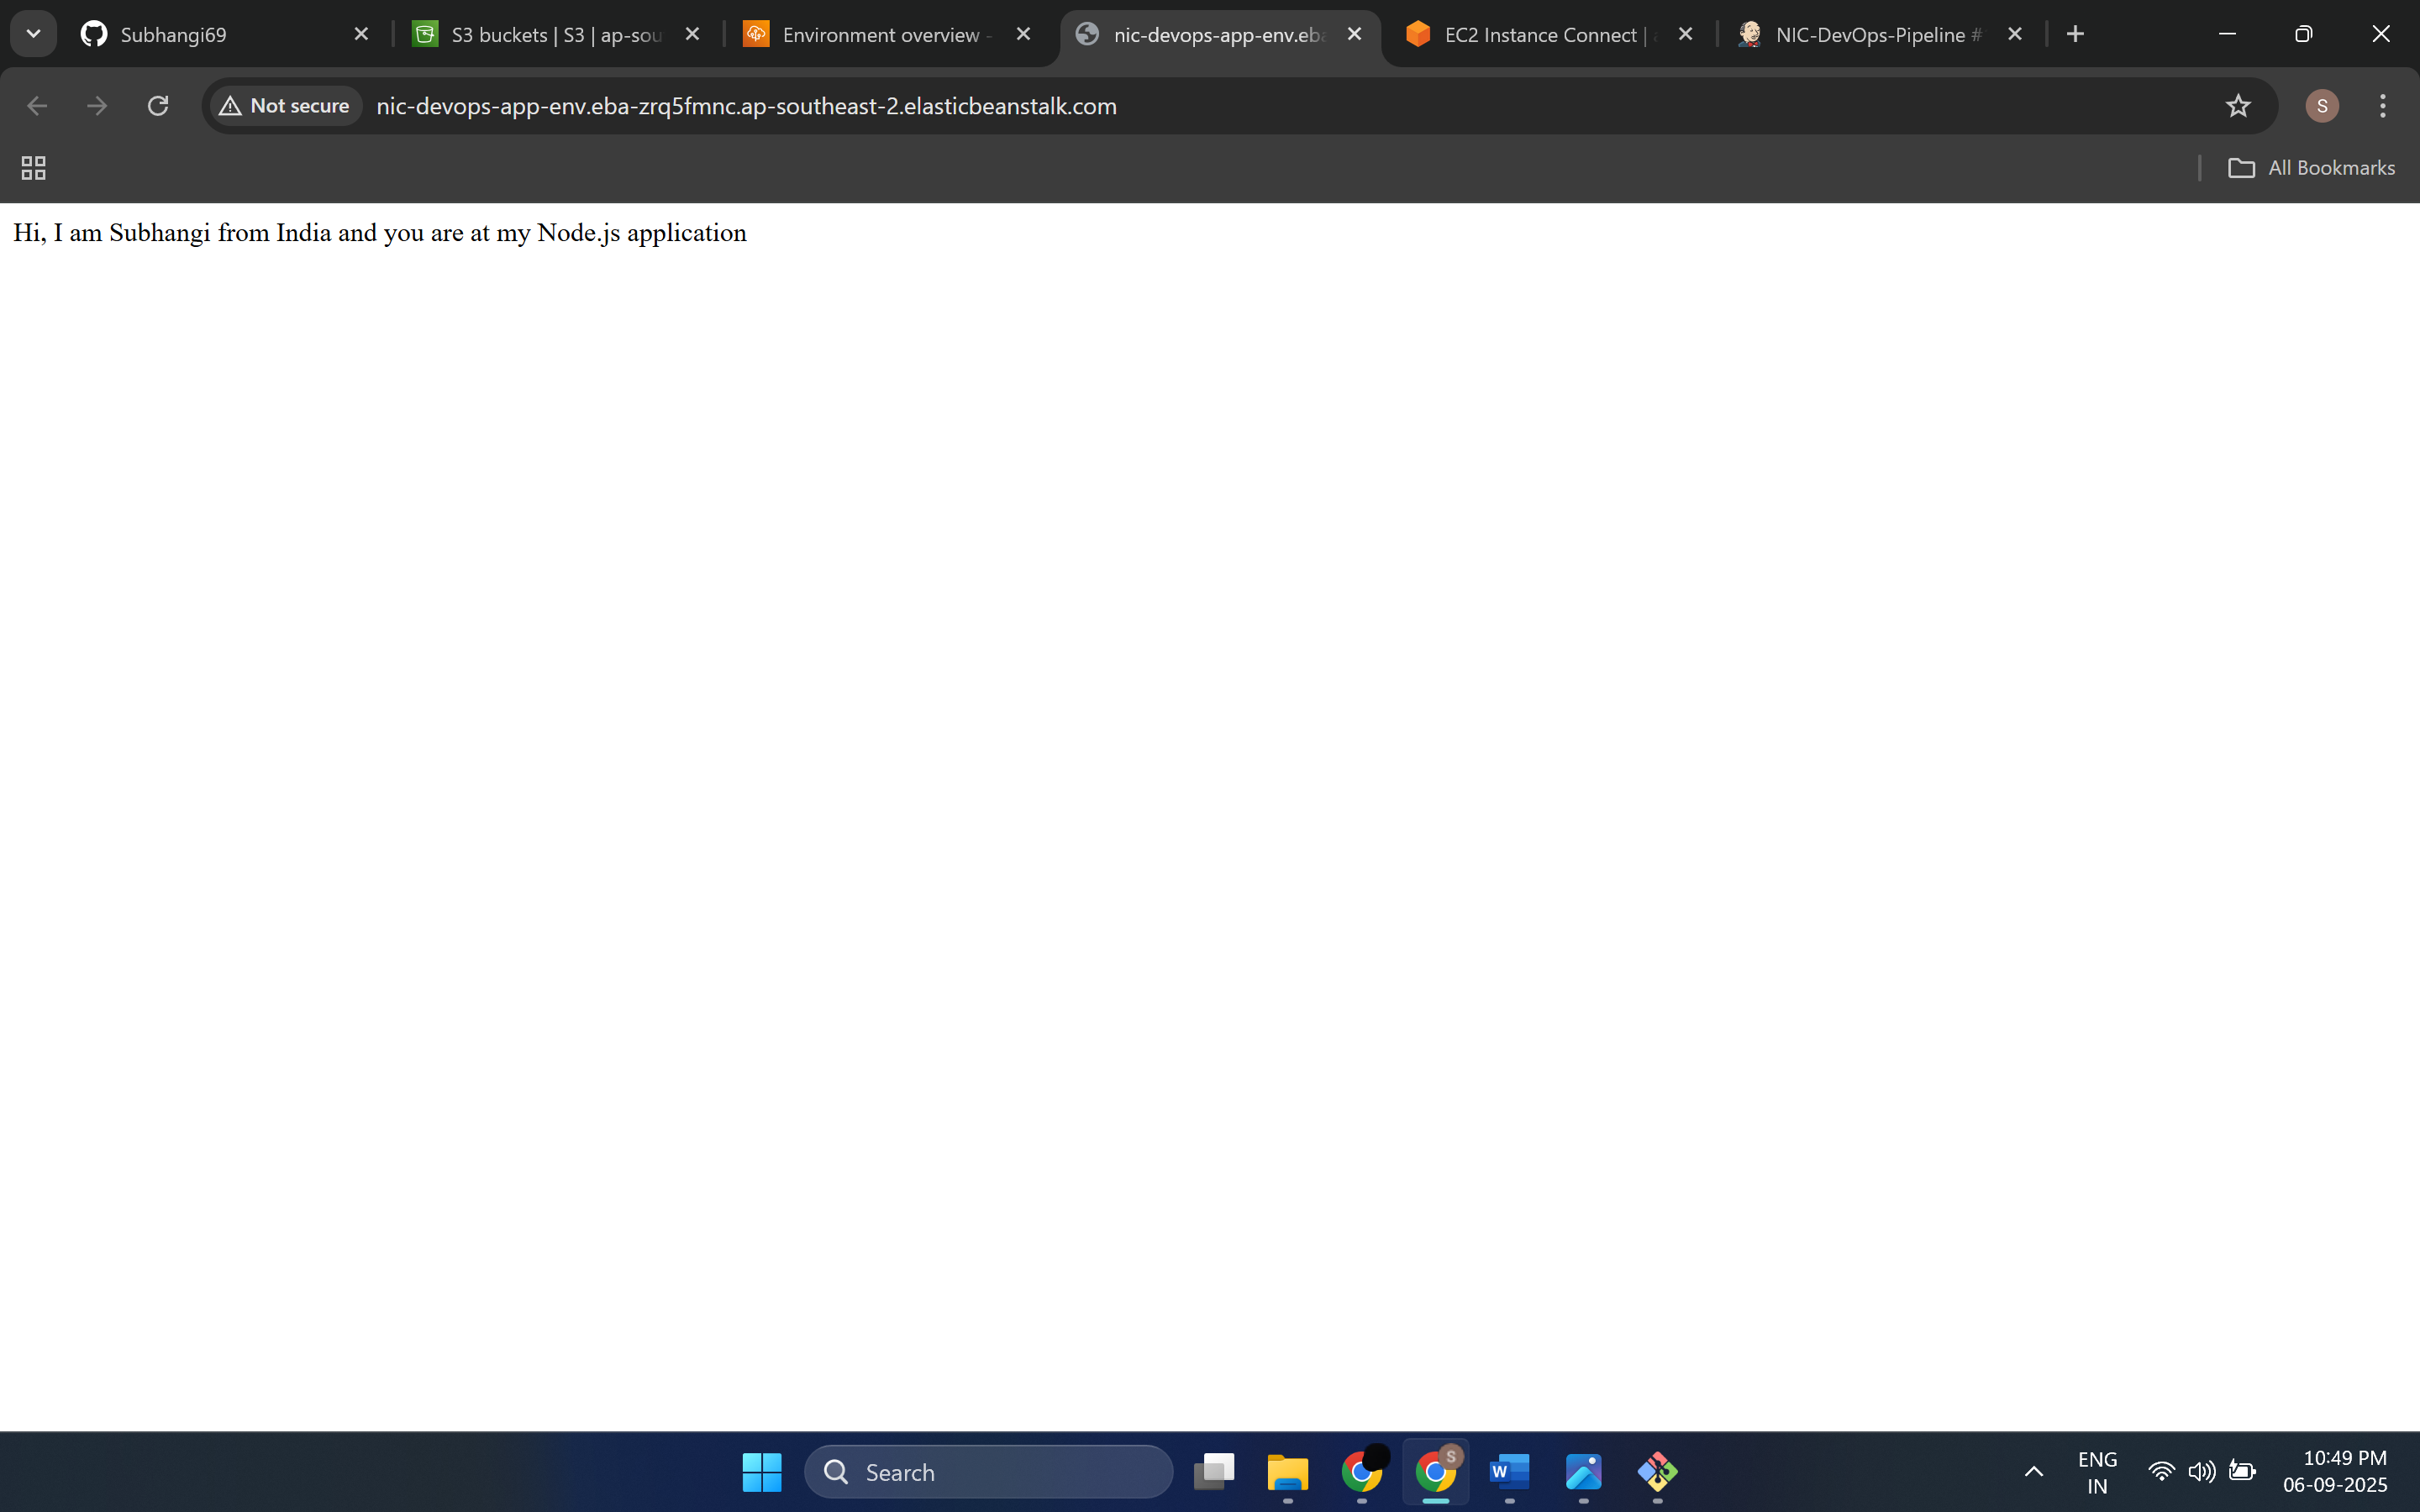 Subhangi69
S3 buckets | S3 | ap-sou
Environment overview -
nic-devops-app-env.eba
EC2 Instance Connect |
NIC-DevOps-Pipeline #
Not secure
nic-devops-app-env.eba-zrq5fmnc.ap-southeast-2.elasticbeanstalk.com
S
All Bookmarks
Hi, I am Subhangi from India and you are at my Node.js application
Search
S
W
ENG
IN
10:49 PM
06-09-2025